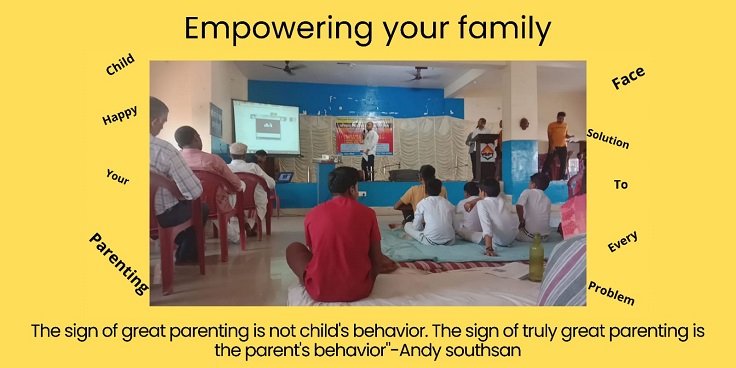 Empowering your family
Child
Happy
Your
Parenting
Face
Solution
To
Every
Problem
The sign of great parenting is not child's behavior. The sign of truly great parenting is
the parent's behavior"-Andy southsan